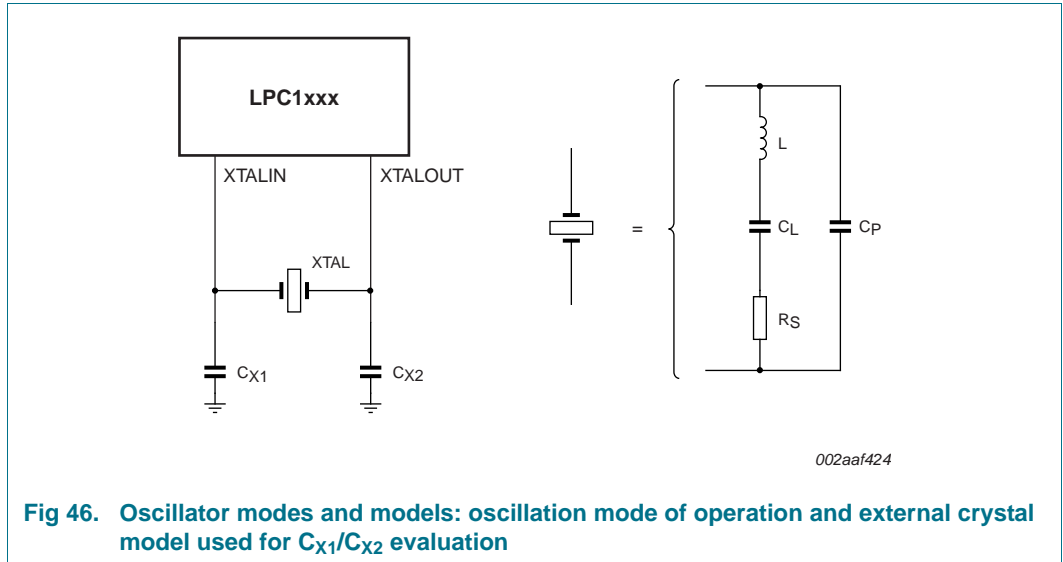 LPC1xxx
XTALIN XTALOUT
XTAL
CX1 CX2
=
L
CL CP
RS
002aaf424
Fig 46. Oscillator modes and models: oscillation mode of operation and external crystal
model used for CX1/CX2 evaluation